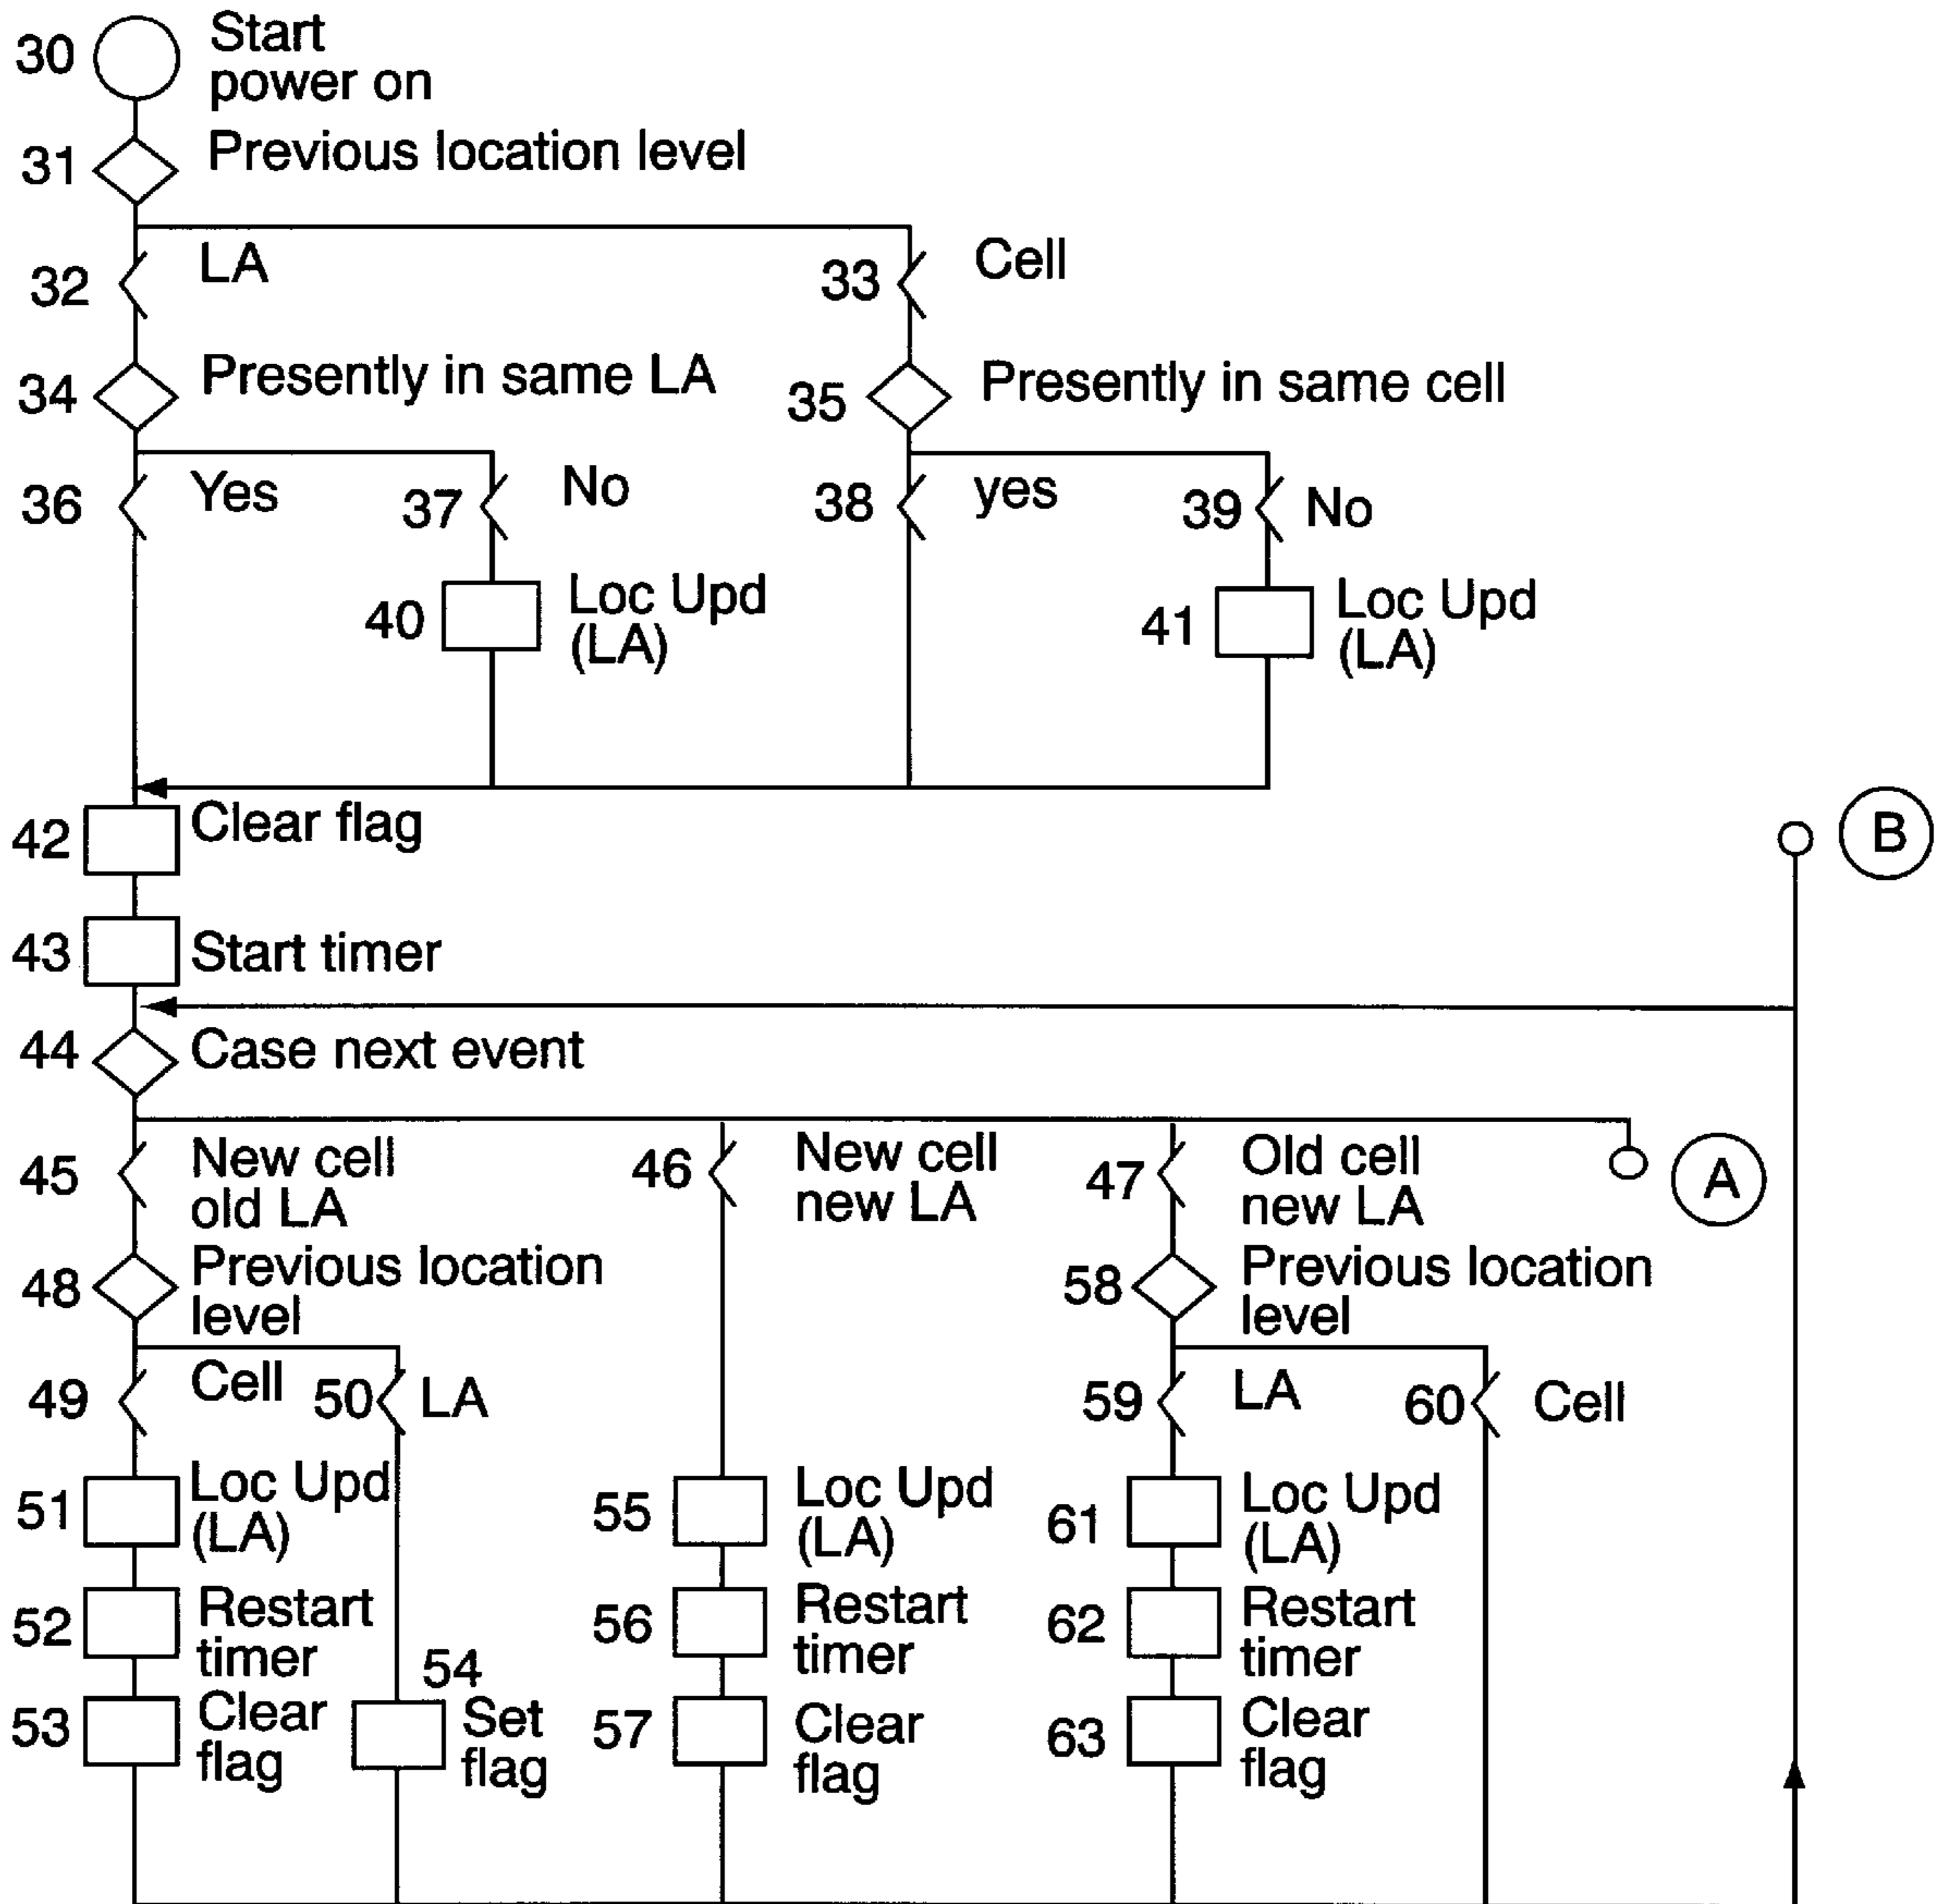 30 Start
power on
31 Previous location level
32 LA
33 Cell
34 Presently in same LA
35 Presently in same cell
36 Yes
37 No
38 yes
39 No
40 Loc Upd
(LA)
41 Loc Upd
(LA)
42 Clear flag
B
43 Start timer
44 Case next event
45 New cell
old LA
46 New cell
new LA
47 Old cell
new LA
A
48 Previous location
level
58 Previous location
level
49 Cell
50 LA
59 LA
60 Cell
51 Loc Upd
(LA)
55 Loc Upd
(LA)
61 Loc Upd
(LA)
52 Restart
timer
56 Restart
timer
62 Restart
timer
53 Clear
flag
54
Set
flag
57 Clear
flag
63 Clear
flag